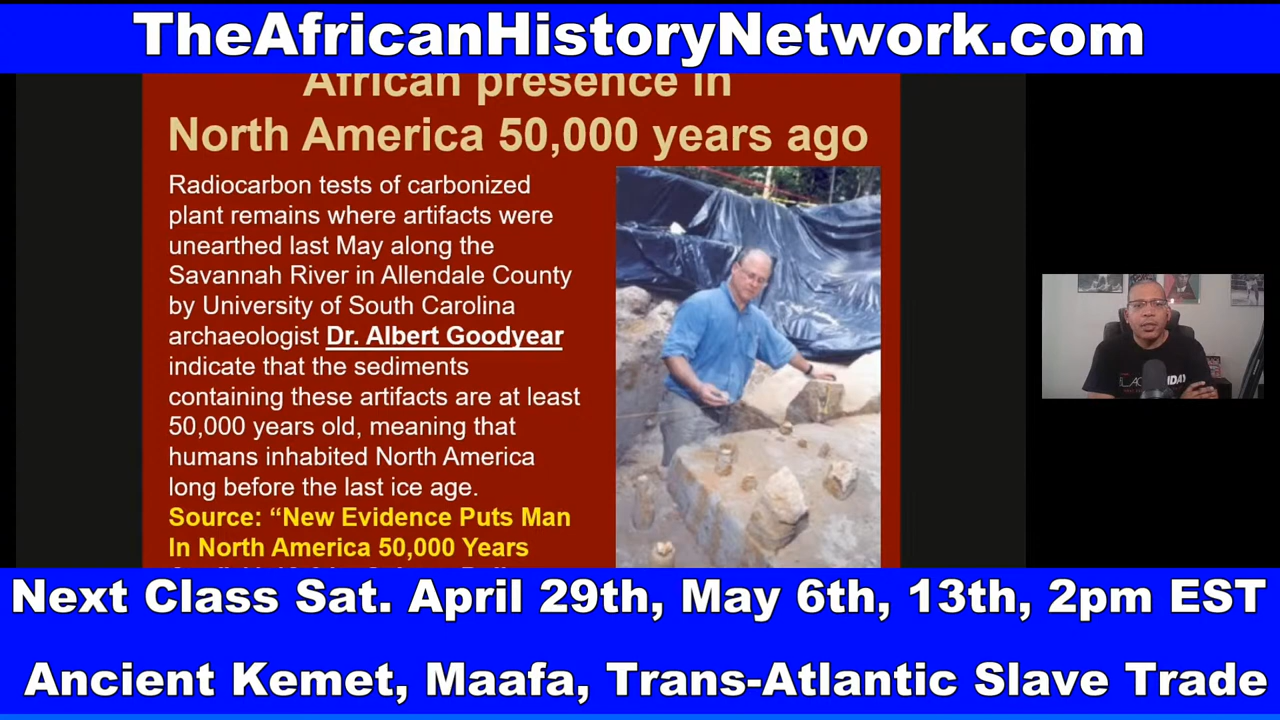 TheAfricanHistoryNetwork.com
African presence in
North America 50,000 years ago
Radiocarbon tests of carbonized
plant remains where artifacts were
unearthed last May along the
Savannah River in Allendale County
by University of South Carolina
archaeologist Dr. Albert Goodyear
indicate that the sediments
containing these artifacts are at least
50,000 years old, meaning that
humans inhabited North America
long before the last ice age.
Source: “New Evidence Puts Man
In North America 50,000 Years
Next Class Sat. April 29th, May 6th, 13th, 2pm EST
Ancient Kemet, Maafa, Trans-Atlantic Slave Trade